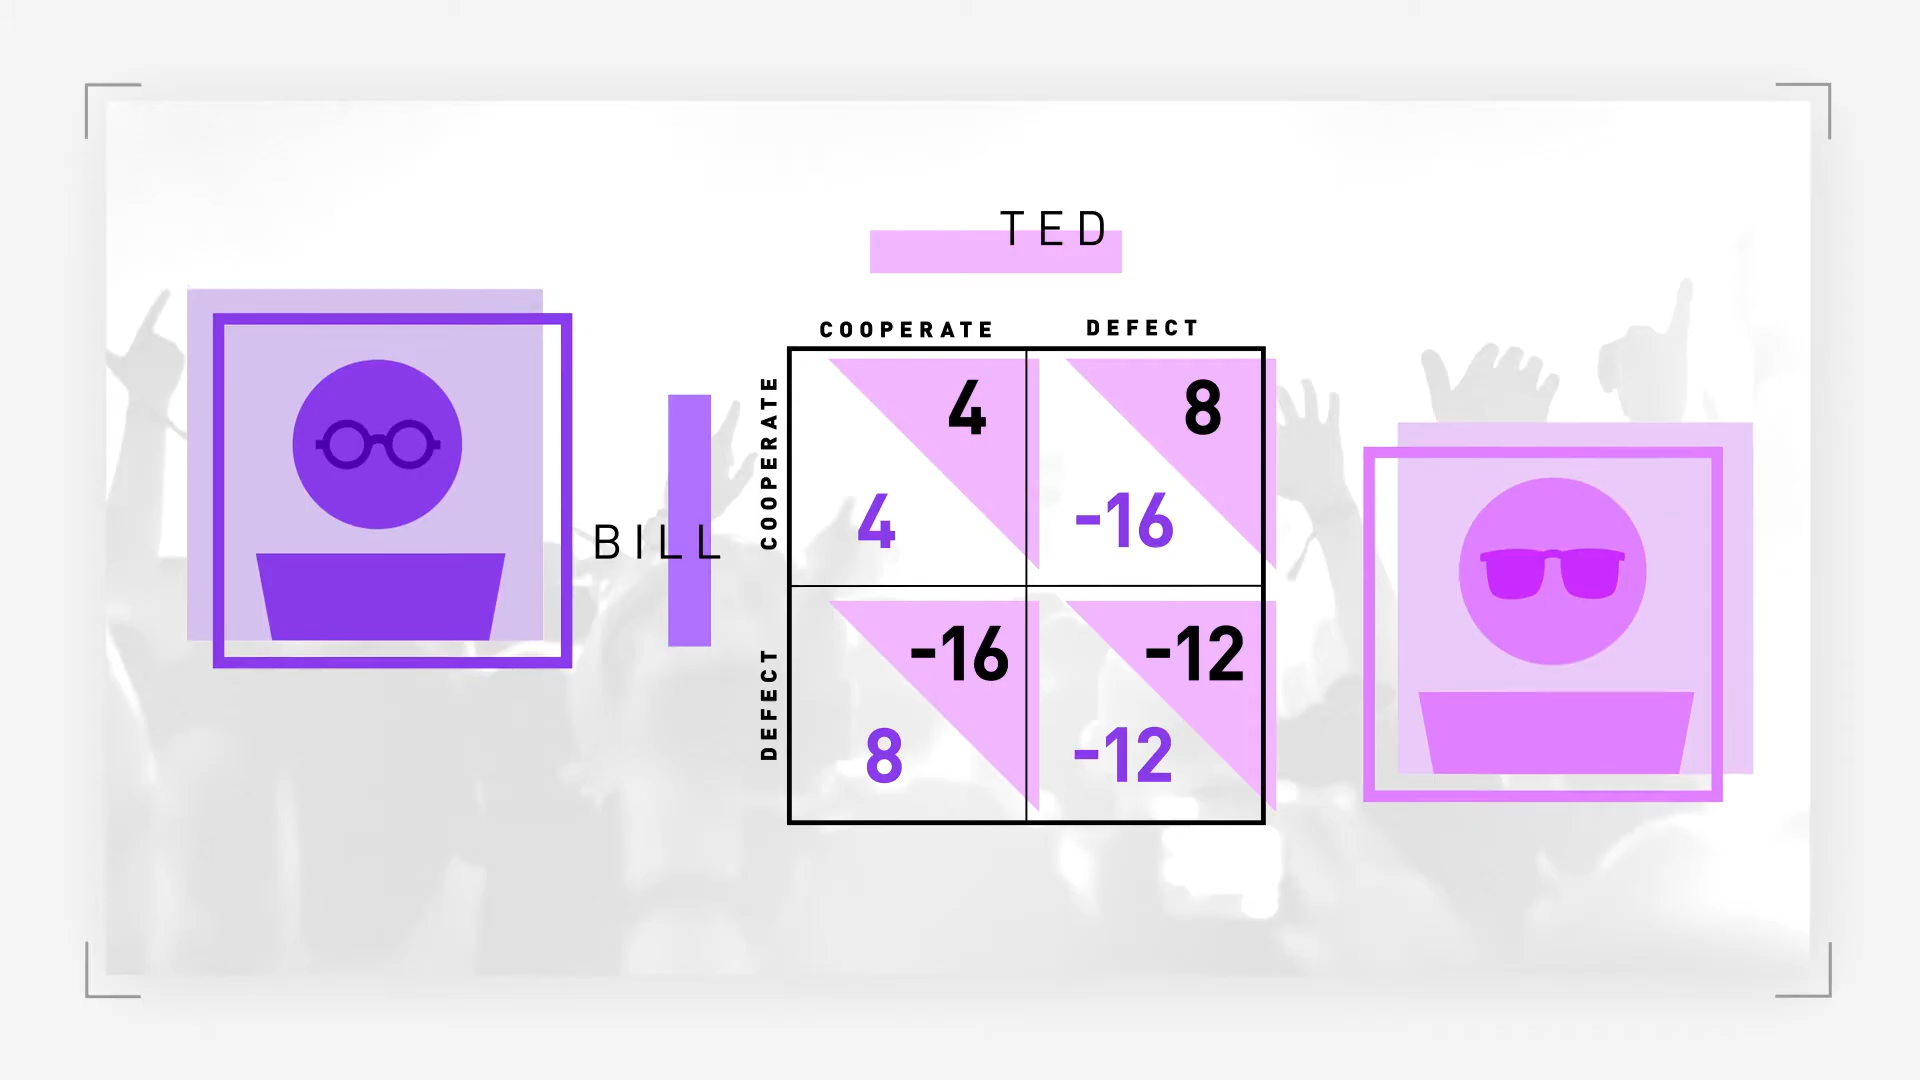 TED
COOPERATE DEFECT
BILL
COOPERATE
4 8
4 -16
DEFECT
-16 -12
8 -12